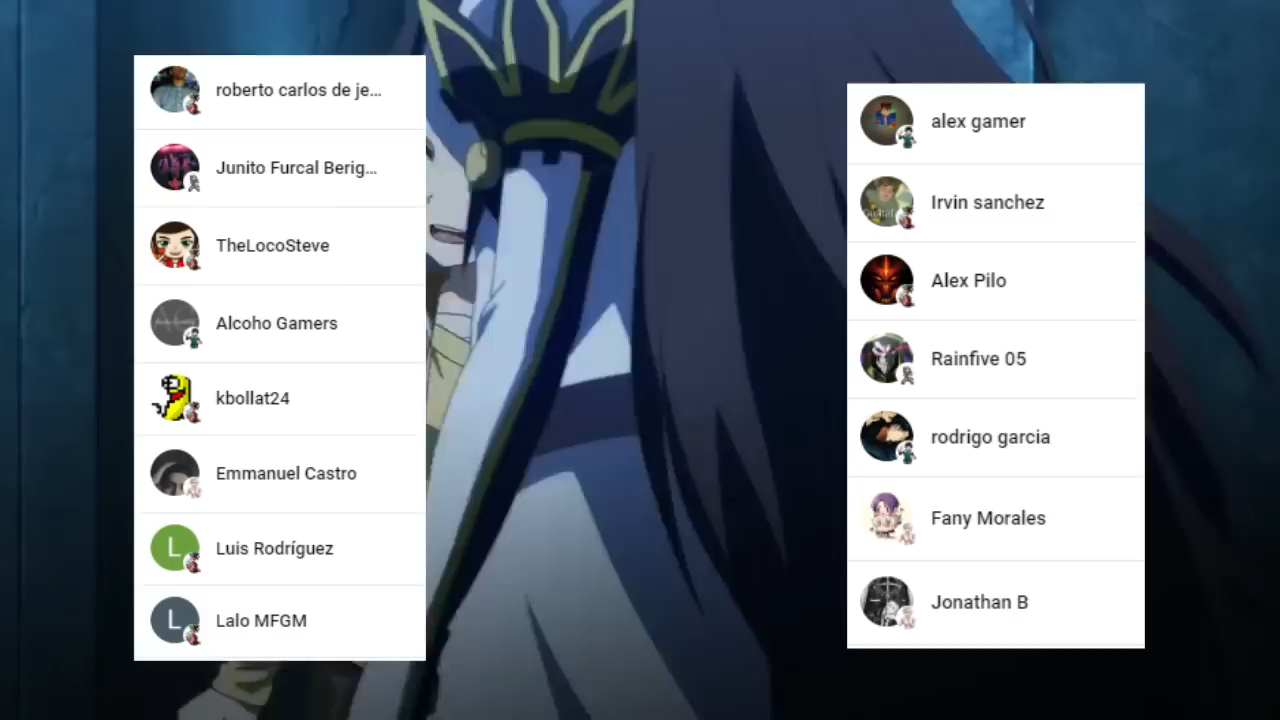 roberto carlos de je...
Junito Furcal Berig...
TheLocoSteve
Alcoho Gamers
kbollat24
Emmanuel Castro
L Luis Rodríguez
L Lalo MFGM
alex gamer
Irvin sanchez
Alex Pilo
Rainfive 05
rodrigo garcia
Fany Morales
Jonathan B